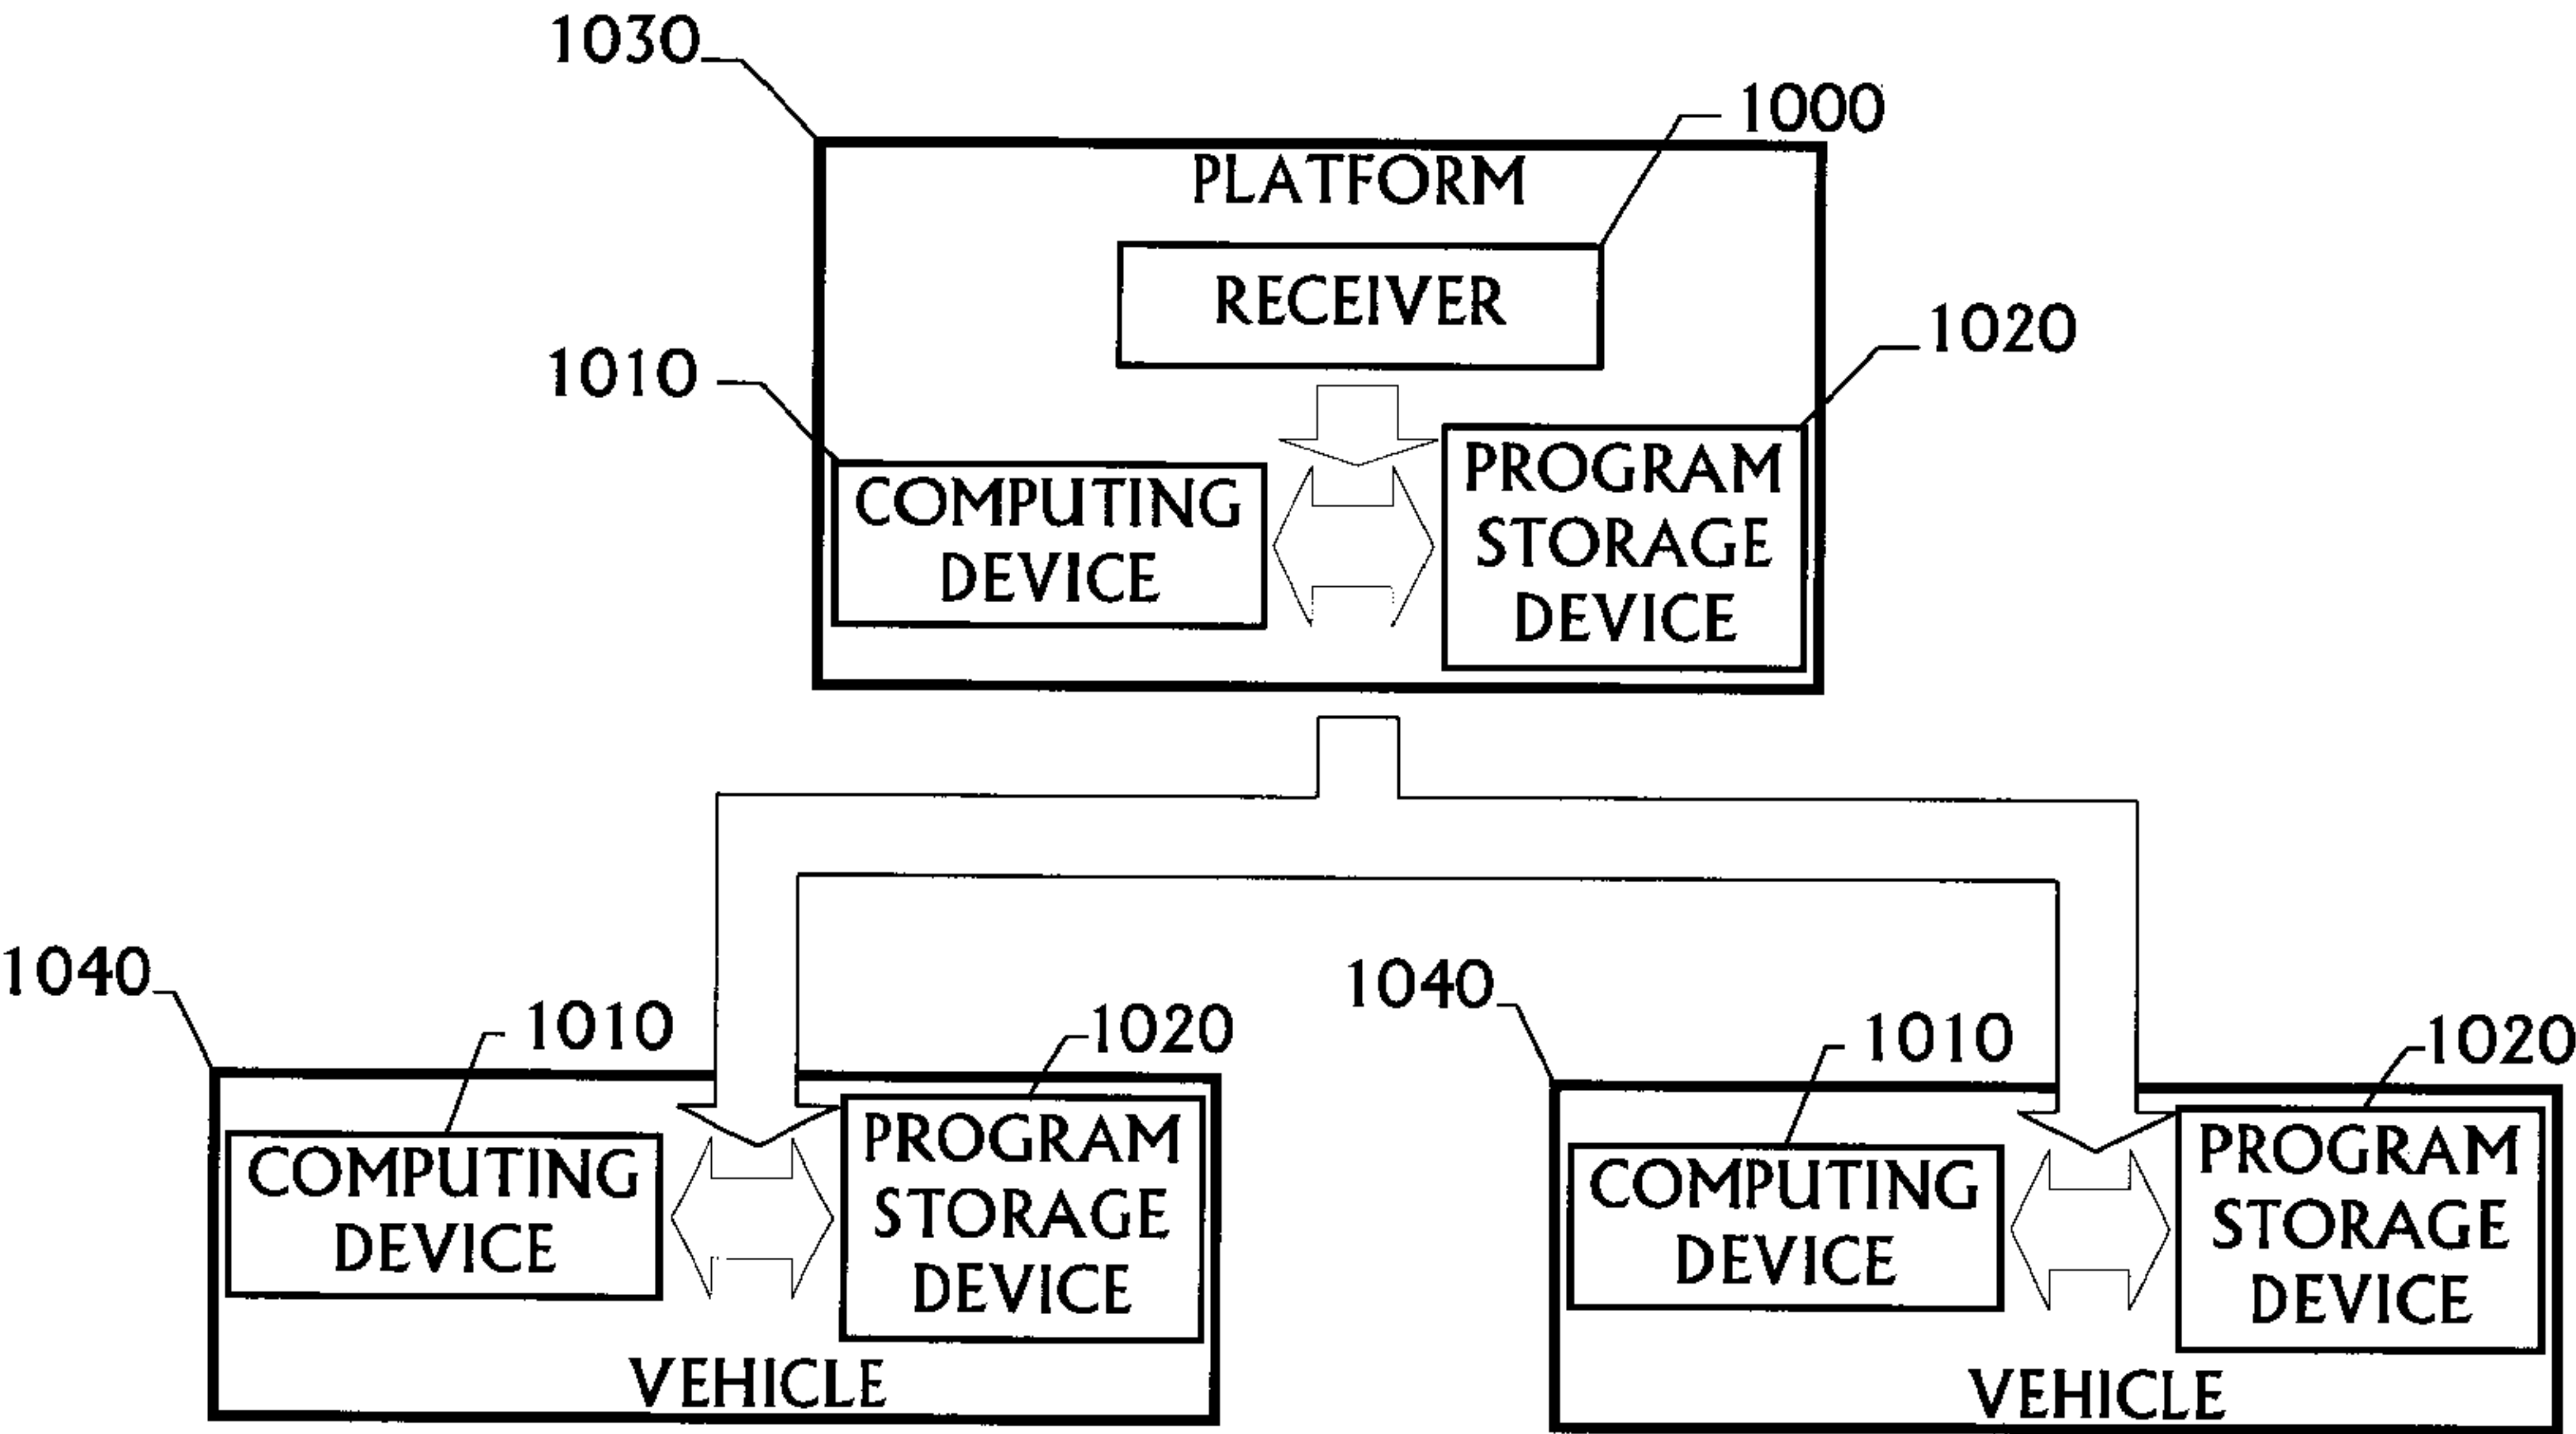 1030
1000
PLATFORM
RECEIVER
1020
1010
COMPUTING
DEVICE
PROGRAM
STORAGE
DEVICE
1040
1010
1020
COMPUTING
DEVICE
PROGRAM
STORAGE
DEVICE
VEHICLE
1040
1010
1020
COMPUTING
DEVICE
PROGRAM
STORAGE
DEVICE
VEHICLE